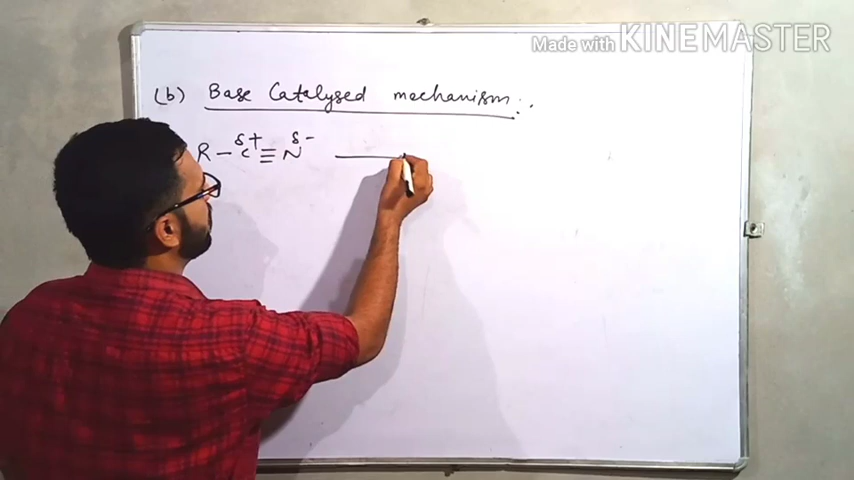 Made with KINEMASTER
(b) Base Catalysed mechanism :.
R - C ≡ N
δ+ δ-